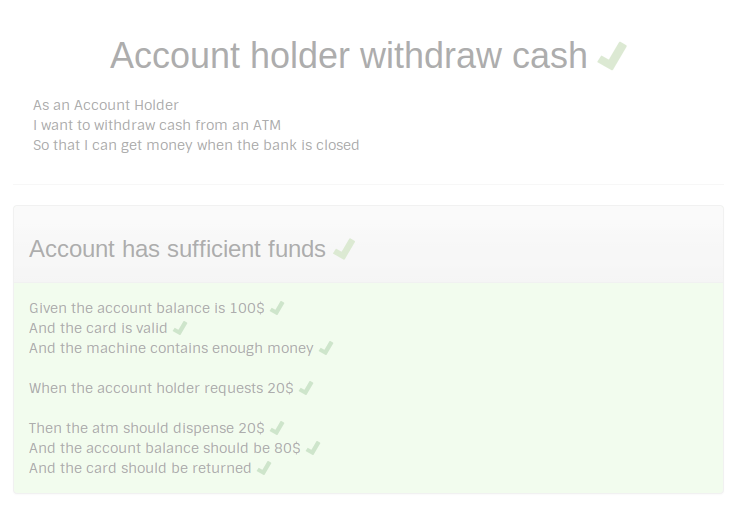 Account holder withdraw cash
As an Account Holder
I want to withdraw cash from an ATM
So that I can get money when the bank is closed
Account has sufficient funds
Given the account balance is 100$
And the card is valid
And the machine contains enough money
When the account holder requests 20$
Then the atm should dispense 20$
And the account balance should be 80$
And the card should be returned